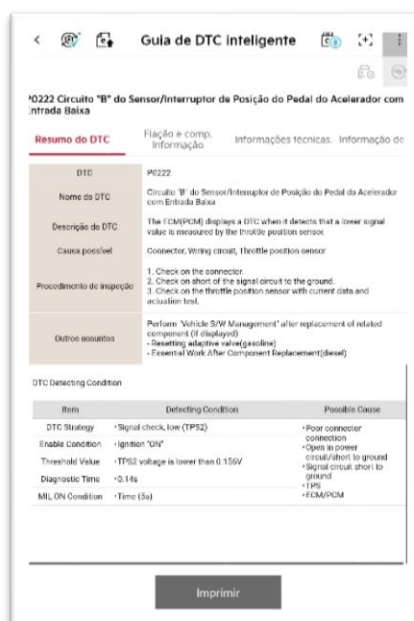 Guia de DTC inteligente
P0222 Circuito "B" do Sensor/Interruptor de Posição do Pedal do Acelerador com
Entrada Baixa
Resumo do DTC
Fiação e comp.
Informação
Informações técnicas.
Informação de
DTC
P0222
Nome do DTC
Circuito "B" do Sensor/Interruptor de Posição do Pedal do Acelerador
com Entrada Baixa
Descrição do DTC
The ECM(PCM) displays a DTC when it detects that a lower signal
value is measured by the throttle position sensor.
Causa possível
Connector, Wiring circuit, Throttle position sensor
Procedimento de inspeção
1. Check on the connector.
2. Check on short of the signal circuit to the ground.
3. Check on the throttle position sensor with current data and
actuation test.
Outros assuntos
Perform "Vehicle S/W Management" after replacement of related
component (If displayed)
- Resetting adaptive valve(gasoline)
- Essential Work After Component Replacement(diesel)
DTC Detecting Condition
Item
Detecting Condition
Possible Cause
DTC Strategy
•Signal check, low (TPS2)
Enable Condition
•Ignition "ON"
Threshold Value
•TPS2 voltage is lower than 0.156V
Diagnostic Time
•0.14s
MIL ON Condition
•Time (5s)
•Poor connector
connection
•Open in power
circuit/short to ground
•Signal circuit short to
ground
•TPS
•ECM/PCM
Imprimir